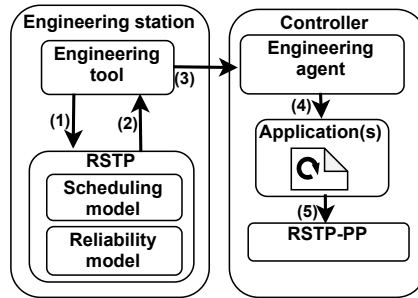 Engineering station
Engineering
tool
(1)
(2)
RSTP
Scheduling
model
Reliability
model
(3)
Controller
Engineering
agent
(4)
Application(s)
(5)
RSTP-PP